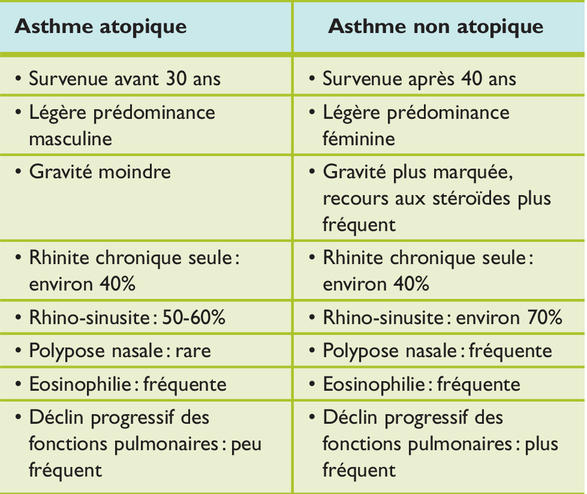 Asthme atopique
Asthme non atopique
• Survenue avant 30 ans
• Survenue après 40 ans
• Légère prédominance
masculine
• Légère prédominance
féminine
• Gravité moindre
• Gravité plus marquée,
recours aux stéroïdes plus
fréquent
• Rhinite chronique seule :
environ 40%
• Rhinite chronique seule :
environ 40%
• Rhino-sinusite : 50-60%
• Rhino-sinusite : environ 70%
• Polypose nasale : rare
• Polypose nasale : fréquente
• Eosinophilie : fréquente
• Eosinophilie : fréquente
• Déclin progressif des
fonctions pulmonaires : peu
fréquent
• Déclin progressif des
fonctions pulmonaires : plus
fréquent